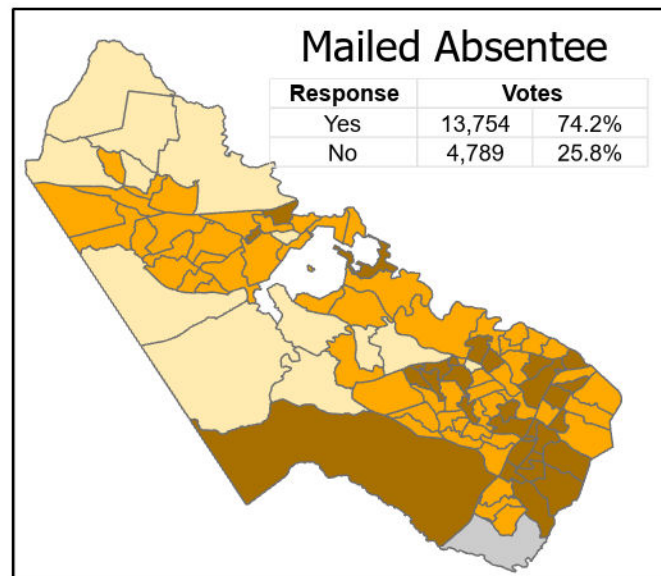 Mailed Absentee
Response Votes
Yes 13,754 74.2%
No 4,789 25.8%